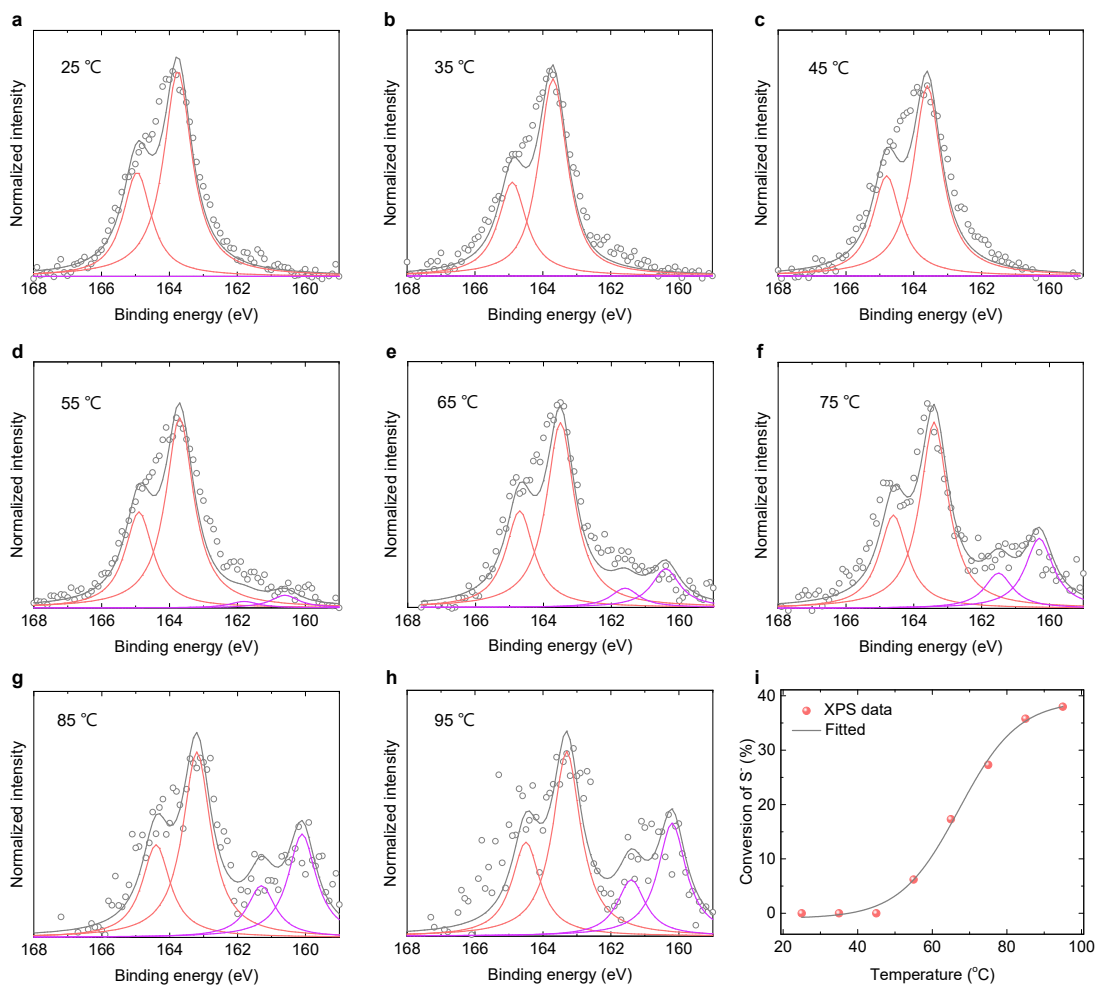 a
25 ℃
Normalized intensity
168 166 164 162 160
Binding energy (eV)
b
35 ℃
Normalized intensity
168 166 164 162 160
Binding energy (eV)
c
45 ℃
Normalized intensity
168 166 164 162 160
Binding energy (eV)
d
55 ℃
Normalized intensity
168 166 164 162 160
Binding energy (eV)
e
65 ℃
Normalized intensity
168 166 164 162 160
Binding energy (eV)
f
75 ℃
Normalized intensity
168 166 164 162 160
Binding energy (eV)
g
85 ℃
Normalized intensity
168 166 164 162 160
Binding energy (eV)
h
95 ℃
Normalized intensity
168 166 164 162 160
Binding energy (eV)
i
XPS data
Fitted
Conversion of S⁻ (%)
40
30
20
10
0
20 40 60 80 100
Temperature (°C)